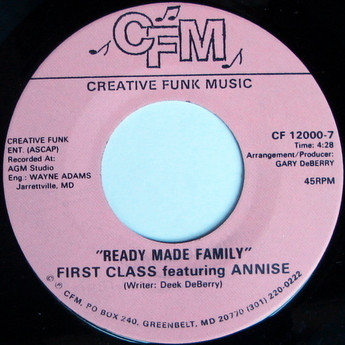 CFM
CREATIVE FUNK MUSIC
CREATIVE FUNK
ENT. (ASCAP)
Recorded At:
AGM Studio
Eng.: WAYNE ADAMS
Jarrettville, MD
CF 12000-7
Time: 4:28
Arrangement/Producer:
GARY DeBERRY
45RPM
"READY MADE FAMILY"
FIRST CLASS featuring ANNISE
(Writer: Deek DeBerry)
© ℗ CFM, PO BOX 240, GREENBELT, MD 20770 (301) 220-0222